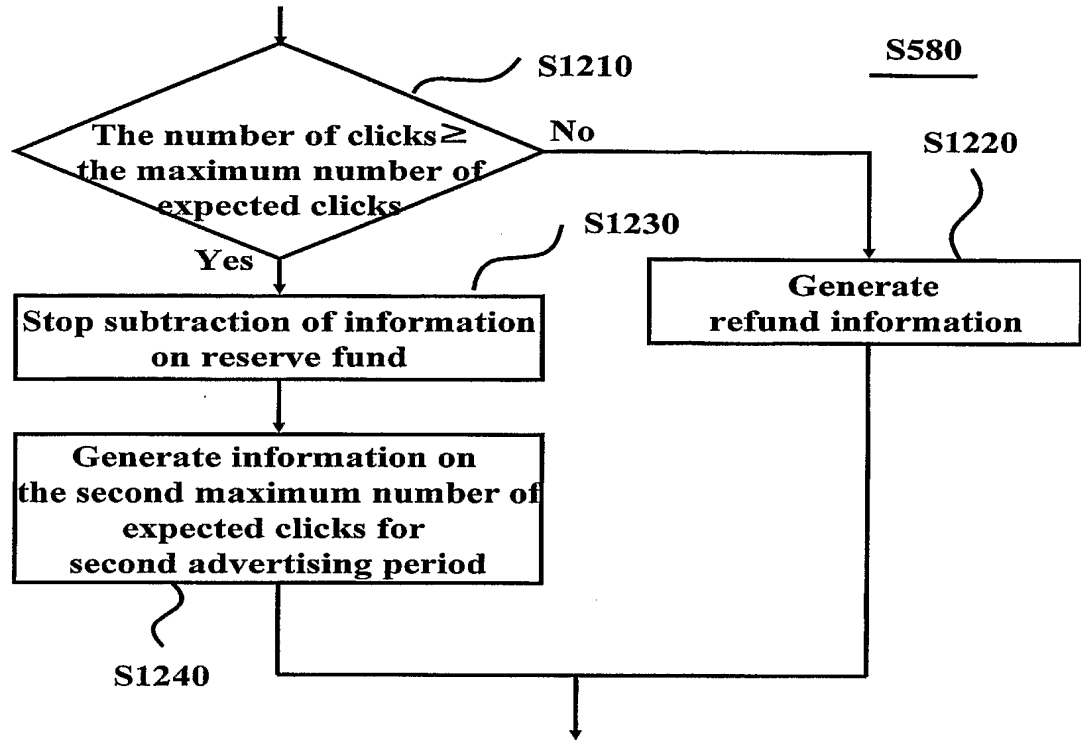 S580
S1210
The number of clicks≥
the maximum number of
expected clicks
No
S1220
Yes
S1230
Generate
refund information
Stop subtraction of information
on reserve fund
Generate information on
the second maximum number of
expected clicks for
second advertising period
S1240